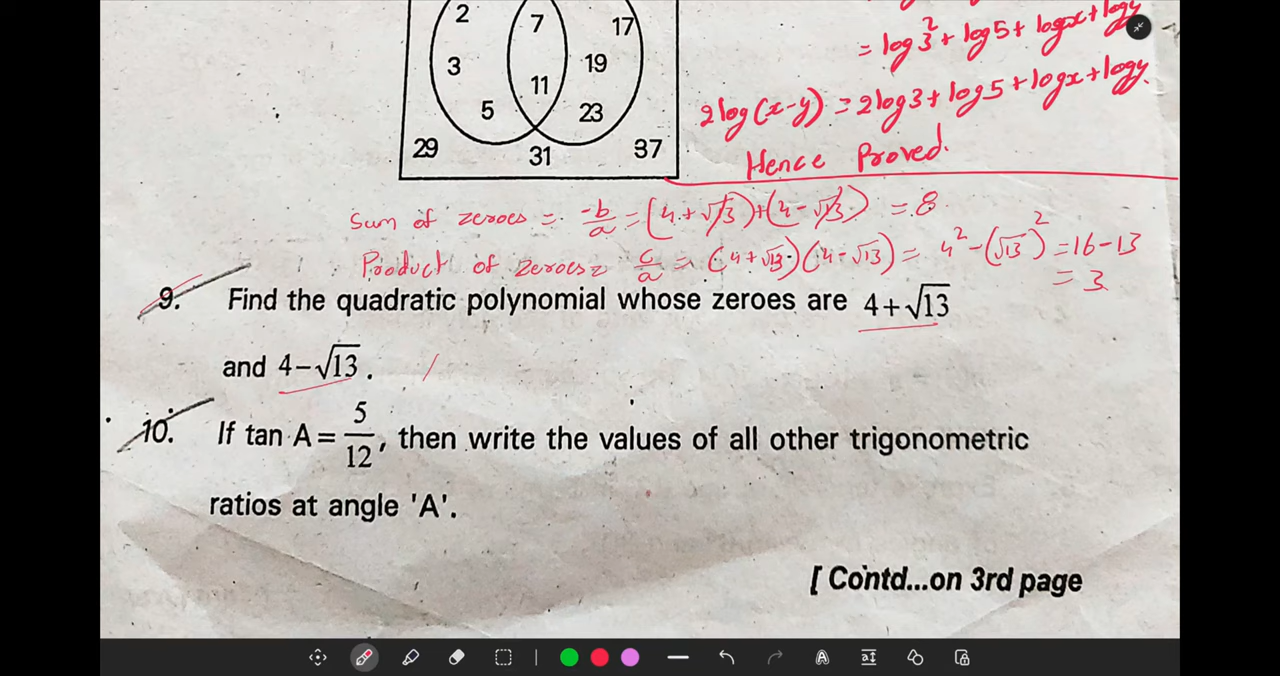 2 7 17
3 19
11
5 23
29 31 37
= log 3² + log 5 + log x + log y
2 log (x-y) = 2 log 3 + log 5 + log x + log y.
Hence Proved.
Sum of zeroes = -b/a = (4+√13)+(4-√13) = 8.
Product of zeroes = c/a = (4+√13)(4-√13) = 4² - (√13)² = 16-13
= 3
9. Find the quadratic polynomial whose zeroes are 4+√13
and 4-√13.
10. If tan A = 5/12, then write the values of all other trigonometric
ratios at angle 'A'.
[ Contd...on 3rd page